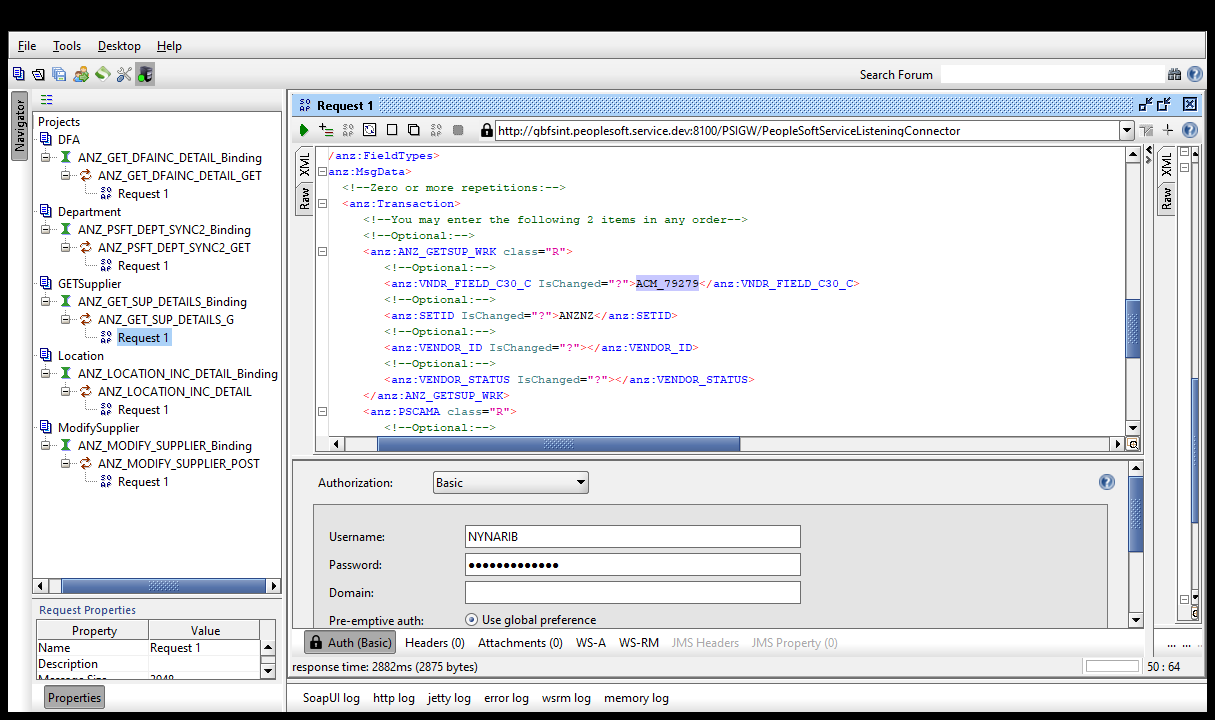 File Tools Desktop Help
Search Forum
Navigator
Projects
DFA
ANZ_GET_DFAINC_DETAIL_Binding
ANZ_GET_DFAINC_DETAIL_GET
Request 1
Department
ANZ_PSFT_DEPT_SYNC2_Binding
ANZ_PSFT_DEPT_SYNC2_GET
Request 1
GETSupplier
ANZ_GET_SUP_DETAILS_Binding
ANZ_GET_SUP_DETAILS_G
Request 1
Location
ANZ_LOCATION_INC_DETAIL_Binding
ANZ_LOCATION_INC_DETAIL
Request 1
ModifySupplier
ANZ_MODIFY_SUPPLIER_Binding
ANZ_MODIFY_SUPPLIER_POST
Request 1
Request Properties
Property Value
Name Request 1
Description
Message Size 2048
Properties
Request 1
http://qbfsint.peoplesoft.service.dev:8100/PSIGW/PeopleSoftServiceListeningConnector
XML
Raw
/anz:FieldTypes>
anz:MsgData>
<!--Zero or more repetitions:-->
<anz:Transaction>
<!--You may enter the following 2 items in any order-->
<!--Optional:-->
<anz:ANZ_GETSUP_WRK class="R">
<!--Optional:-->
<anz:VNDR_FIELD_C30_C IsChanged="?">ACM_79279</anz:VNDR_FIELD_C30_C>
<!--Optional:-->
<anz:SETID IsChanged="?">ANZNZ</anz:SETID>
<!--Optional:-->
<anz:VENDOR_ID IsChanged="?"></anz:VENDOR_ID>
<!--Optional:-->
<anz:VENDOR_STATUS IsChanged="?"></anz:VENDOR_STATUS>
</anz:ANZ_GETSUP_WRK>
<anz:PSCAMA class="R">
<!--Optional:-->
XML
Raw
Authorization: Basic
Username: NYNARIB
Password: •••••••••••••
Domain:
Pre-emptive auth: Use global preference
Auth (Basic) Headers (0) Attachments (0) WS-A WS-RM JMS Headers JMS Property (0)
... ... ..
response time: 2882ms (2875 bytes)
50 : 64
SoapUI log http log jetty log error log wsrm log memory log